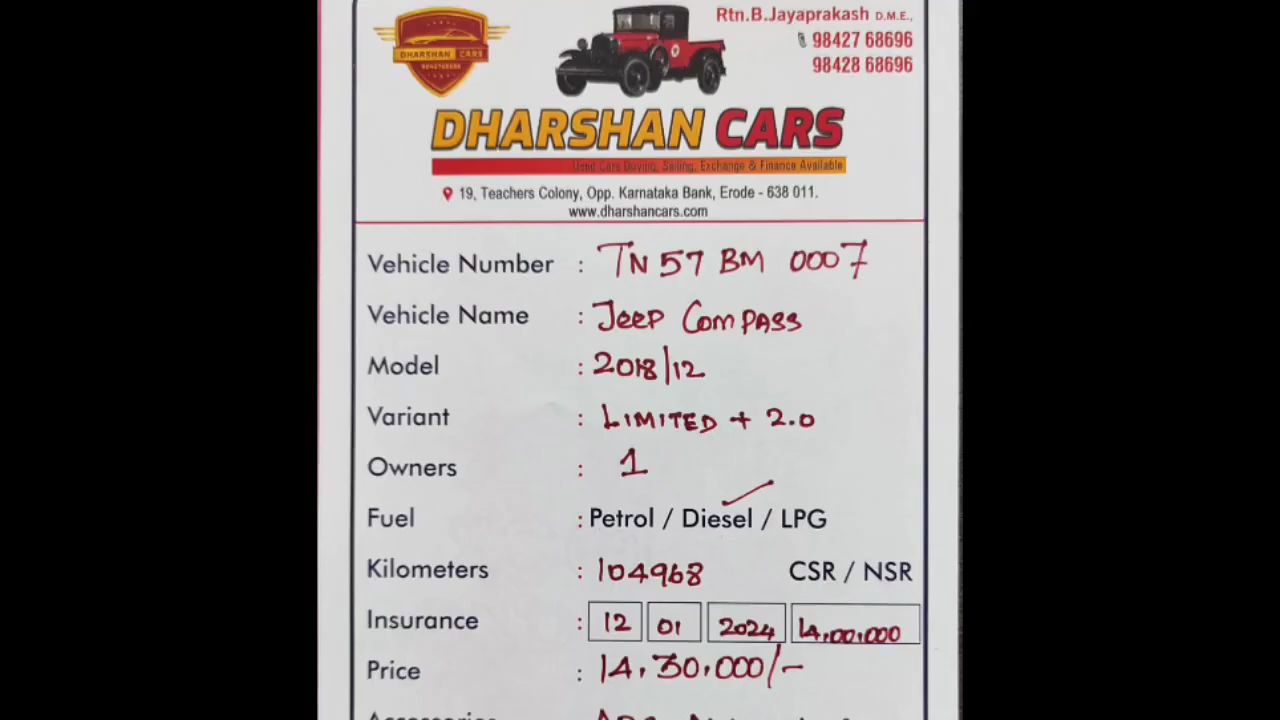 Rtn.B.Jayaprakash D.M.E.,
98427 68696
98428 68696
DHARSHAN CARS
DHARSHAN CARS
Used Cars Buying, Selling, Exchange & Finance Available
19, Teachers Colony, Opp. Karnataka Bank, Erode - 638 011.
www.dharshancars.com
Vehicle Number : TN 57 BM 0007
Vehicle Name : Jeep Compass
Model : 2018/12
Variant : LIMITED + 2.0
Owners : 1
Fuel : Petrol / Diesel / LPG
Kilometers : 104968 CSR / NSR
Insurance : 12 01 2024 14,00,000
Price : 14,30,000/-
Accessories